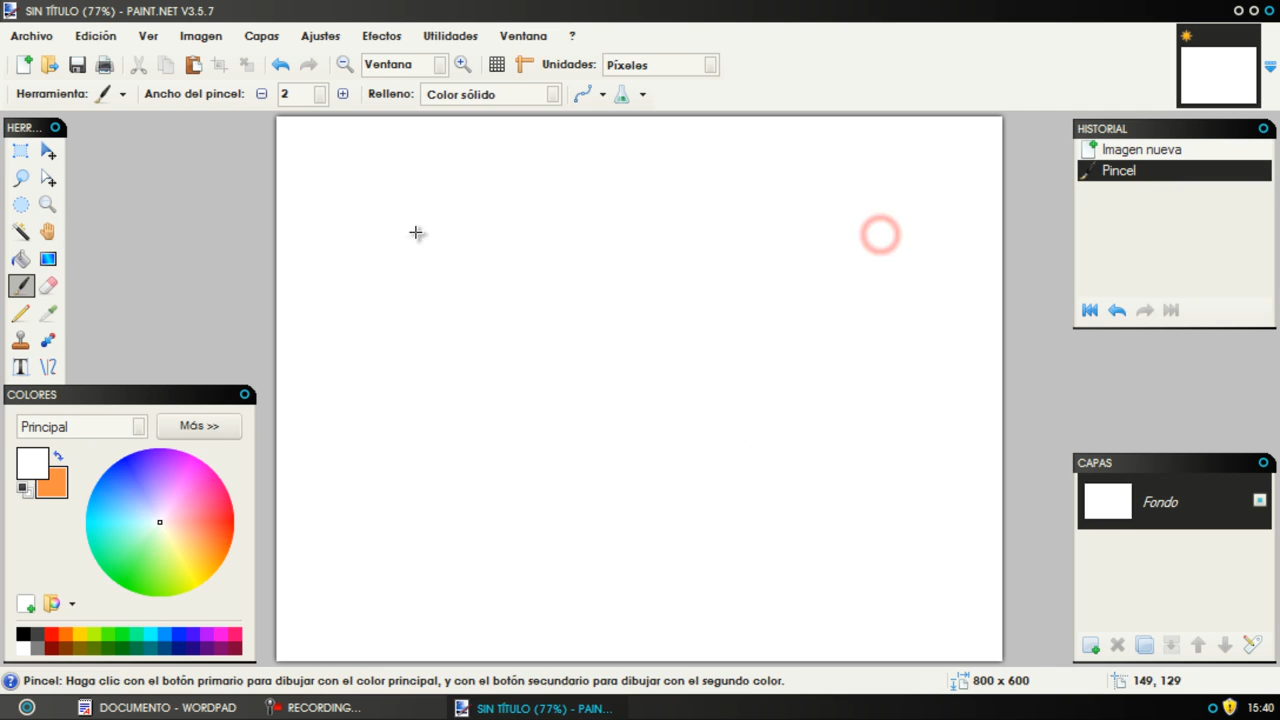 SIN TÍTULO (77%) - PAINT.NET V3.5.7
Archivo Edición Ver Imagen Capas Ajustes Efectos Utilidades Ventana ?
Ventana Unidades: Píxeles
Herramienta: Ancho del pincel: 2 Relleno: Color sólido
HERR...
HISTORIAL
Imagen nueva
Pincel
COLORES
Principal Más >>
CAPAS
Fondo
Pincel: Haga clic con el botón primario para dibujar con el color principal, y con el botón secundario para dibujar con el segundo color.
800 x 600
149, 129
DOCUMENTO - WORDPAD
RECORDING...
SIN TÍTULO (77%) - PAIN...
15:40